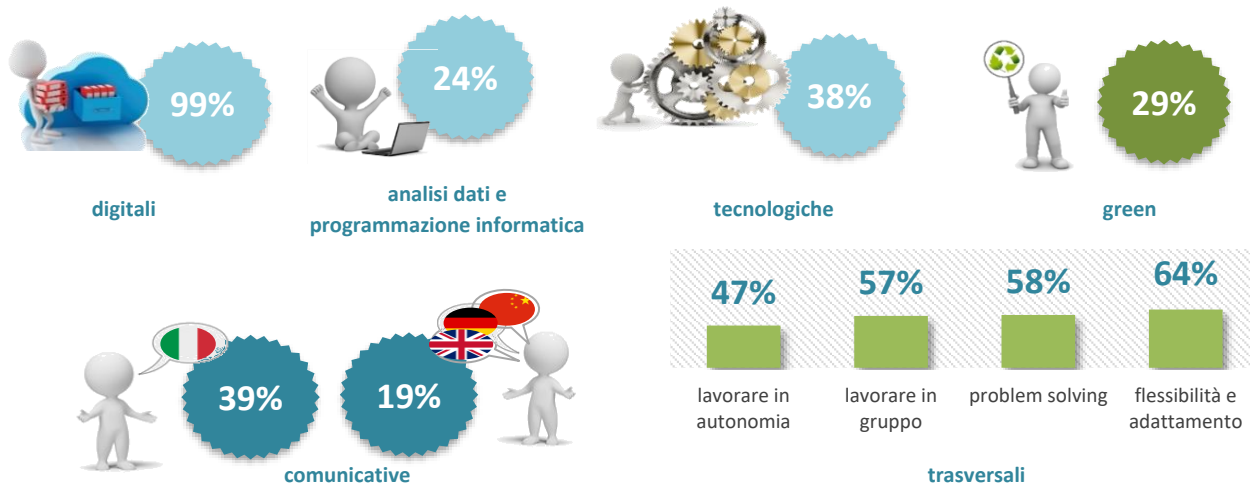 99%
24%
38%
29%
digitali
analisi dati e
programmazione informatica
tecnologiche
green
39%
19%
comunicative
47%
57%
58%
64%
lavorare in
autonomia
lavorare in
gruppo
problem solving
flessibilità e
adattamento
trasversali